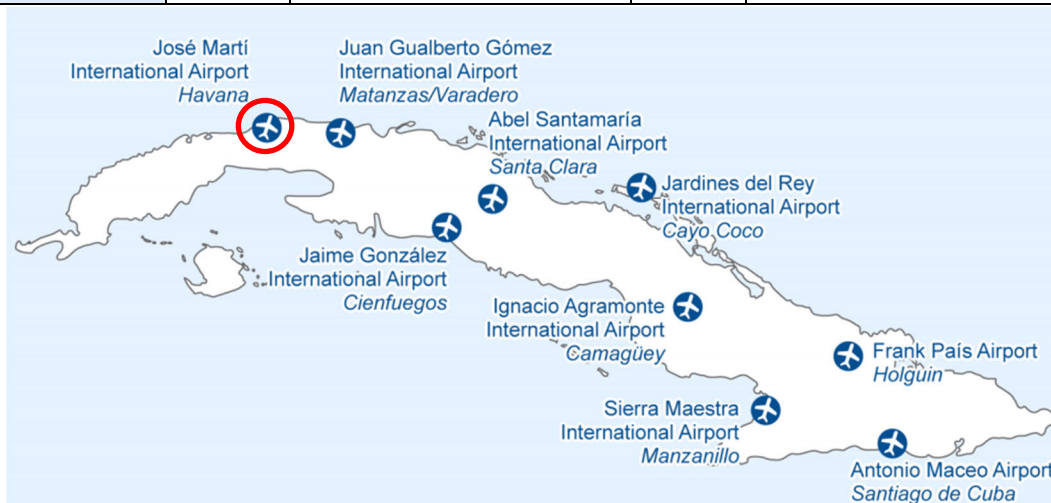 José Martí
International Airport
Havana
Juan Gualberto Gómez
International Airport
Matanzas/Varadero
Abel Santamaría
International Airport
Santa Clara
Jardines del Rey
International Airport
Cayo Coco
Jaime González
International Airport
Cienfuegos
Ignacio Agramonte
International Airport
Camagüey
Frank País Airport
Holguin
Sierra Maestra
International Airport
Manzanillo
Antonio Maceo Airport
Santiago de Cuba